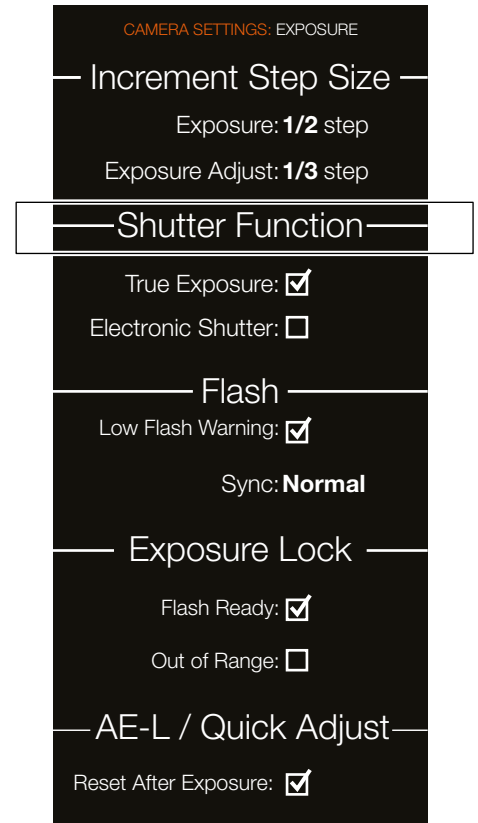 CAMERA SETTINGS: EXPOSURE
Increment Step Size
Exposure: 1/2 step
Exposure Adjust: 1/3 step
Shutter Function
True Exposure:
Electronic Shutter:
Flash
Low Flash Warning:
Sync: Normal
Exposure Lock
Flash Ready:
Out of Range:
AE-L / Quick Adjust
Reset After Exposure: